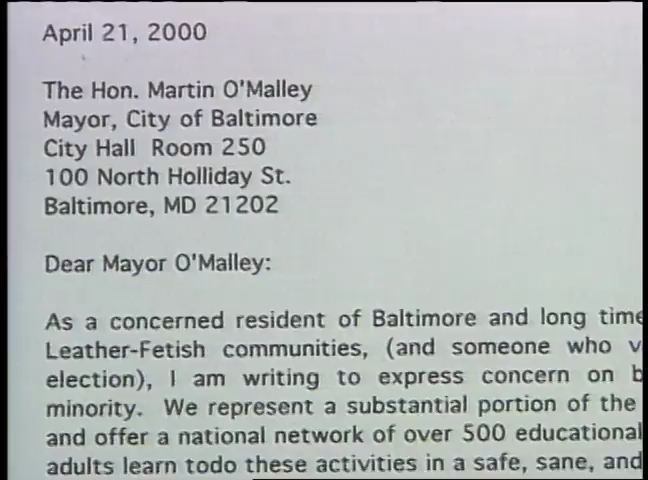 April 21, 2000
The Hon. Martin O'Malley
Mayor, City of Baltimore
City Hall Room 250
100 North Holliday St.
Baltimore, MD 21202
Dear Mayor O'Malley:
As a concerned resident of Baltimore and long time
Leather-Fetish communities, (and someone who
election), I am writing to express concern on
minority. We represent a substantial portion of the
and offer a national network of over 500 educational
adults learn todo these activities in a safe, sane, and